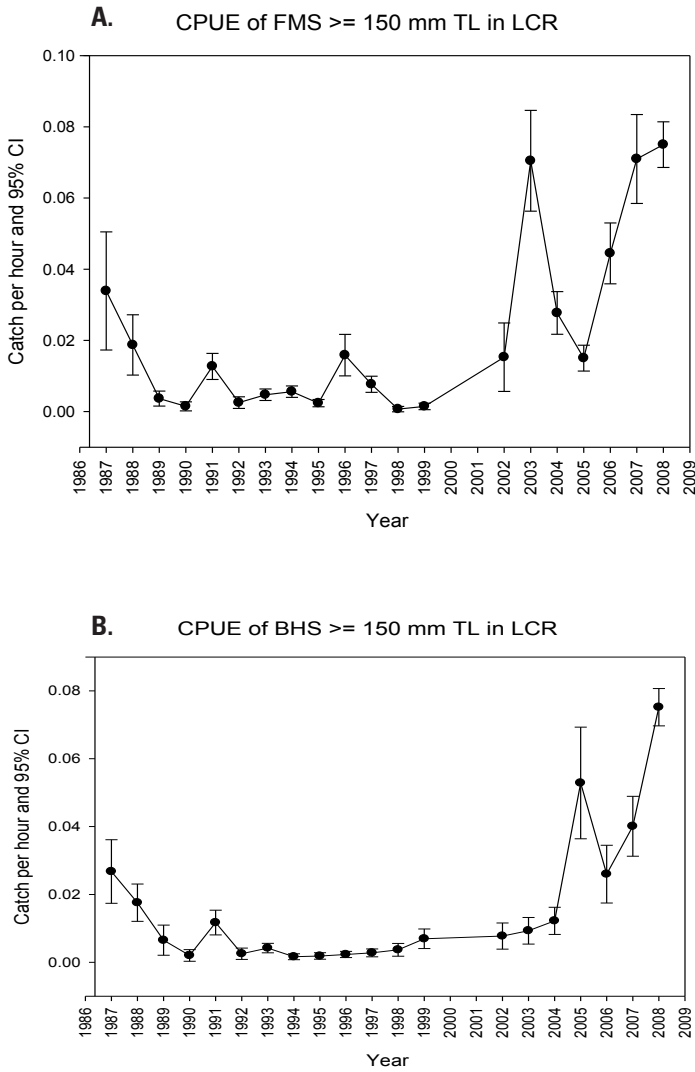 A. CPUE of FMS >= 150 mm TL in LCR
Catch per hour and 95% CI
0.10
0.08
0.06
0.04
0.02
0.00
1986 1987 1988 1989 1990 1991 1992 1993 1994 1995 1996 1997 1998 1999 2000 2001 2002 2003 2004 2005 2006 2007 2008 2009
Year
B. CPUE of BHS >= 150 mm TL in LCR
Catch per hour and 95% CI
0.08
0.06
0.04
0.02
0.00
1986 1987 1988 1989 1990 1991 1992 1993 1994 1995 1996 1997 1998 1999 2000 2001 2002 2003 2004 2005 2006 2007 2008 2009
Year